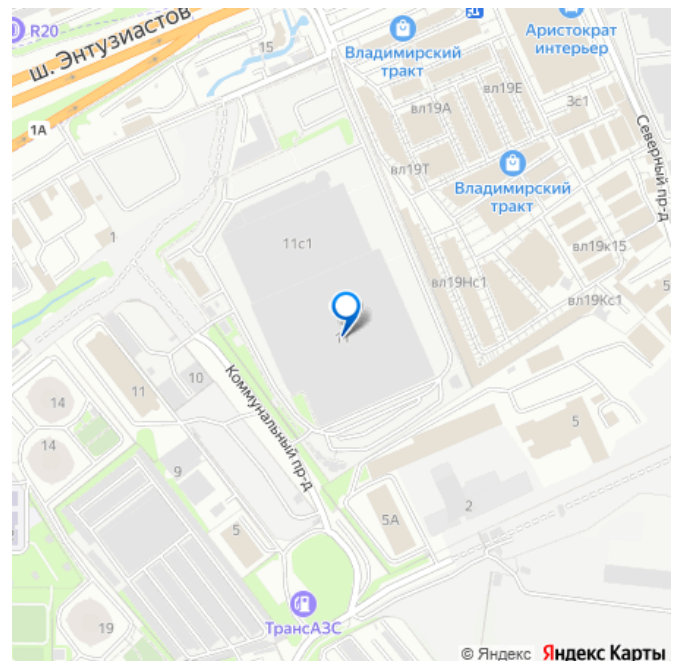 R20
ш. Энтузиастов
1А
15
Владимирский
тракт
Аристократ
интерьер
вл19Е
вл19А
3с1
Северный пр-д
вл19Т
Владимирский
тракт
1
11с1
вл19к15
вл19Нс1
вл19Кс1
5
11
11
10
14
Коммунальный пр-д
14
9
5
5
5А
2
ТрансАЗС
19
© Яндекс Яндекс Карты